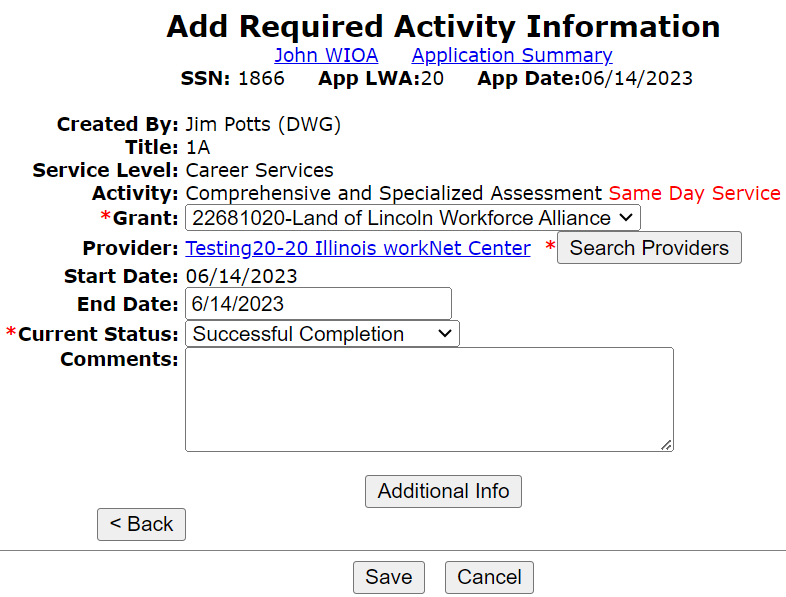 Add Required Activity Information
John WIOA Application Summary
SSN: 1866 App LWA:20 App Date:06/14/2023
Created By: Jim Potts (DWG)
Title: 1A
Service Level: Career Services
Activity: Comprehensive and Specialized Assessment Same Day Service
*Grant: 22681020-Land of Lincoln Workforce Alliance
Provider: Testing20-20 Illinois workNet Center * Search Providers
Start Date: 06/14/2023
End Date: 6/14/2023
*Current Status: Successful Completion
Comments:
Additional Info
< Back
Save Cancel